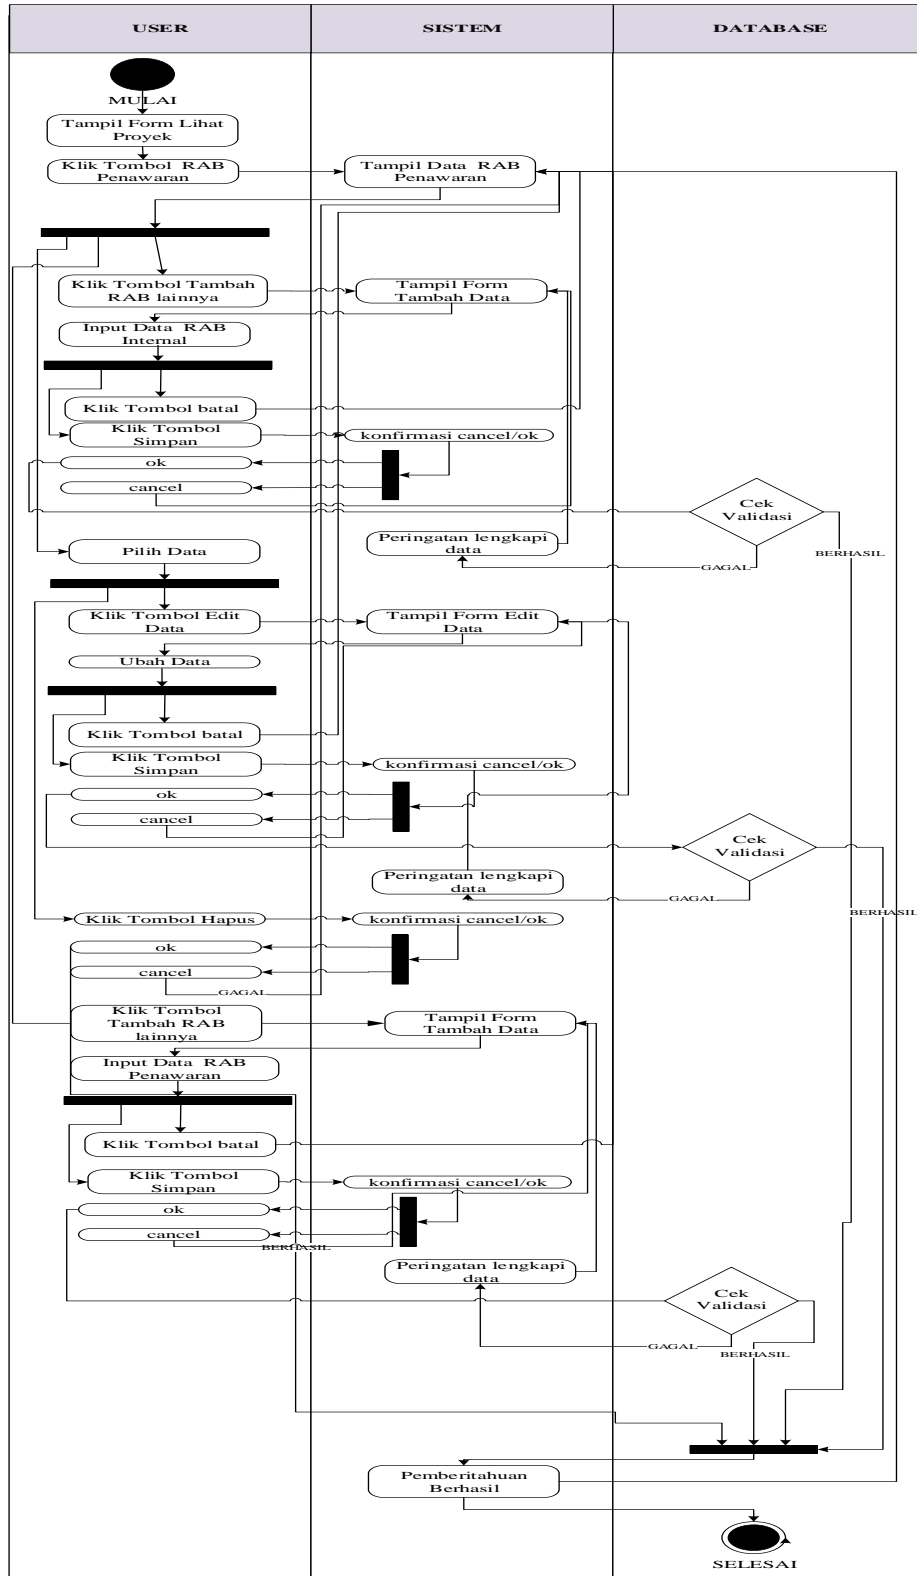 USER
SISTEM
DATABASE
MULAI
Tampil Form Lihat
Proyek
Klik Tombol RAB
Penawaran
Tampil Data RAB
Penawaran
Klik Tombol Tambah
RAB lainnya
Tampil Form
Tambah Data
Input Data RAB
Internal
Klik Tombol batal
Klik Tombol
Simpan
konfirmasi cancel/ok
ok
cancel
Cek
Validasi
Pilih Data
Peringatan lengkapi
data
BERHASIL
GAGAL
Klik Tombol Edit
Data
Tampil Form Edit
Data
Ubah Data
Klik Tombol batal
Klik Tombol
Simpan
konfirmasi cancel/ok
ok
cancel
Cek
Validasi
Peringatan lengkapi
data
GAGAL
BERHASIL
Klik Tombol Hapus
konfirmasi cancel/ok
ok
cancel
GAGAL
Klik Tombol
Tambah RAB
lainnya
Tampil Form
Tambah Data
Input Data RAB
Penawaran
Klik Tombol batal
Klik Tombol
Simpan
konfirmasi cancel/ok
ok
cancel
BERHASIL
Peringatan lengkapi
data
Cek
Validasi
GAGAL
BERHASIL
Pemberitahuan
Berhasil
SELESAI